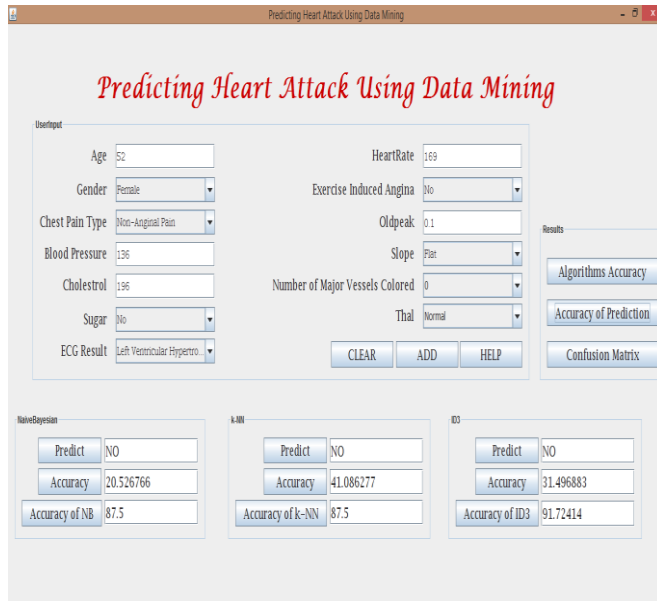 Predicting Heart Attack Using Data Mining
Predicting Heart Attack Using Data Mining
UserInput
Age 52 HeartRate 169
Gender Female Exercise Induced Angina No
Chest Pain Type Non-Anginal Pain Oldpeak 0.1
Blood Pressure 136 Slope Flat
Cholestrol 196 Number of Major Vessels Colored 0
Sugar No Thal Normal
ECG Result Left Ventricular Hypertro... CLEAR ADD HELP
Results
Algorithms Accuracy
Accuracy of Prediction
Confusion Matrix
NaiveBayesian
Predict NO
Accuracy 20.526766
Accuracy of NB 87.5
k-NN
Predict NO
Accuracy 41.086277
Accuracy of k-NN 87.5
ID3
Predict NO
Accuracy 31.496883
Accuracy of ID3 91.72414